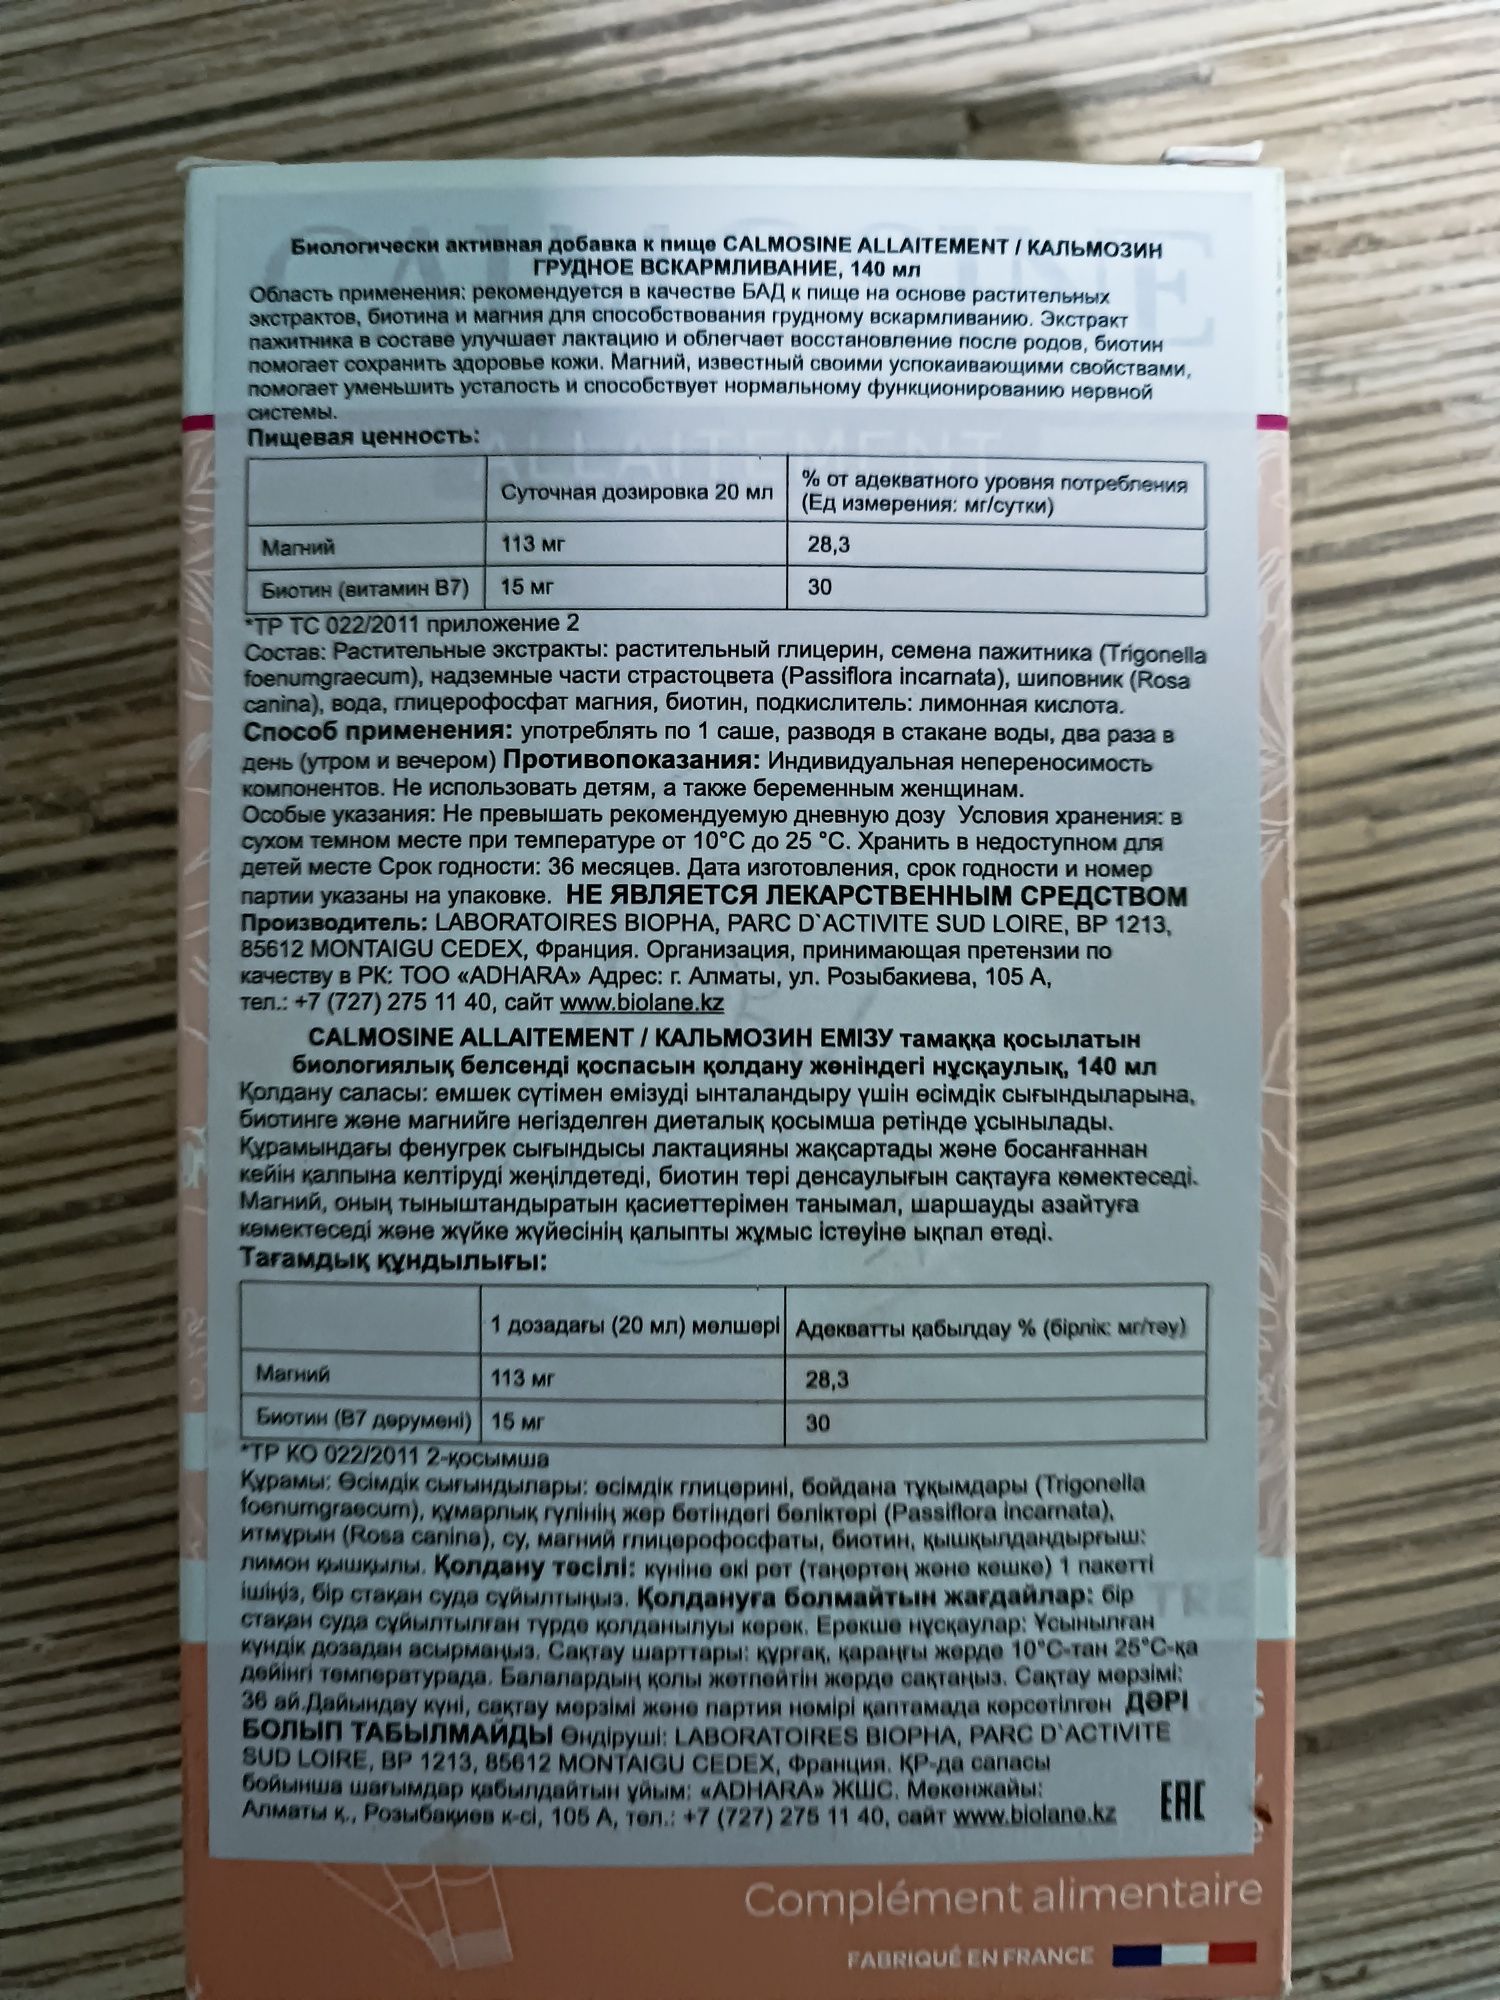 Биологически активная добавка к пище CALMOSINE ALLAITEMENT / КАЛЬМОЗИН
ГРУДНОЕ ВСКАРМЛИВАНИЕ, 140 мл
Область применения: рекомендуется в качестве БАД к пище на основе растительных
экстрактов, биотина и магния для способствования грудному вскармливанию. Экстракт
пажитника в составе улучшает лактацию и облегчает восстановление после родов, биотин
помогает сохранить здоровье кожи. Магний, известный своими успокаивающими свойствами,
помогает уменьшить усталость и способствует нормальному функционированию нервной
системы.
ALLAITEMENT
Пищевая ценность:
Суточная дозировка 20 мл
% от адекватного уровня потребления
(Ед измерения: мг/сутки)
Магний 113 мг 28,3
Биотин (витамин В7) 15 мг 30
*ТР ТС 022/2011 приложение 2
Состав: Растительные экстракты: растительный глицерин, семена пажитника (Trigonella
foenumgraecum), надземные части страстоцвета (Passiflora incarnata), шиповник (Rosa
canina), вода, глицерофосфат магния, биотин, подкислитель: лимонная кислота.
Способ применения: употреблять по 1 саше, разводя в стакане воды, два раза в
день (утром и вечером) Противопоказания: Индивидуальная непереносимость
компонентов. Не использовать детям, а также беременным женщинам.
Особые указания: Не превышать рекомендуемую дневную дозу Условия хранения: в
сухом темном месте при температуре от 10°С до 25 °С. Хранить в недоступном для
детей месте Срок годности: 36 месяцев. Дата изготовления, срок годности и номер
партии указаны на упаковке. НЕ ЯВЛЯЕТСЯ ЛЕКАРСТВЕННЫМ СРЕДСТВОМ
Производитель: LABORATOIRES BIOPHA, PARC D`ACTIVITE SUD LOIRE, BP 1213,
85612 MONTAIGU CEDEX, Франция. Организация, принимающая претензии по
качеству в РК: ТОО «ADHARA» Адрес: г. Алматы, ул. Розыбакиева, 105 А,
тел.: +7 (727) 275 11 40, сайт www.biolane.kz
CALMOSINE ALLAITEMENT / КАЛЬМОЗИН ЕМІЗУ тамаққа қосылатын
биологиялық белсенді қоспасын қолдану жөніндегі нұсқаулық, 140 мл
Қолдану саласы: емшек сүтімен емізуді ынталандыру үшін өсімдік сығындыларына,
биотинге және магнийге негізделген диеталық қосымша ретінде ұсынылады.
Құрамындағы фенугрек сығындысы лактацияны жақсартады және босанғаннан
кейін қалпына келтіруді жеңілдетеді, биотин тері денсаулығын сақтауға көмектеседі.
Магний, оның тыныштандыратын қасиеттерімен танымал, шаршауды азайтуға
көмектеседі және жүйке жүйесінің қалыпты жұмыс істеуіне ықпал етеді.
Тағамдық құндылығы:
1 дозадағы (20 мл) мөлшері Адекватты қабылдау % (бірлік: мг/тәу)
Магний 113 мг 28,3
Биотин (В7 дәрумені) 15 мг 30
*ТР КО 022/2011 2-қосымша
Құрамы: Өсімдік сығындылары: өсімдік глицерині, бойдана тұқымдары (Trigonella
foenumgraecum), құмарлық гүлінің жер бетіндегі бөліктері (Passiflora incarnata),
итмұрын (Rosa canina), су, магний глицерофосфаты, биотин, қышқылдандырғыш:
лимон қышқылы. Қолдану тәсілі: күніне екі рет (таңертең және кешке) 1 пакетті
ішіңіз, бір стақан суда сұйылтыңыз. Қолдануға болмайтын жағдайлар: бір
стақан суда сұйылтылған түрде қолданылуы керек. Ерекше нұсқаулар: Ұсынылған
күндік дозадан асырмаңыз. Сақтау шарттары: құрғақ, қараңғы жерде 10°С-тан 25°С-қа
дейінгі температурада. Балалардың қолы жетпейтін жерде сақтаңыз. Сақтау мерзімі:
36 ай.Дайындау күні, сақтау мерзімі және партия нөмірі қаптамада көрсетілген ДӘРІ
БОЛЫП ТАБЫЛМАЙДЫ Өндіруші: LABORATOIRES BIOPHA, PARC D`ACTIVITE
SUD LOIRE, BP 1213, 85612 MONTAIGU CEDEX, Франция. ҚР-да сапасы
бойынша шағымдар қабылдайтын ұйым: «ADHARA» ЖШС. Мекенжайы:
Алматы қ., Розыбақиев к-сі, 105 А, тел.: +7 (727) 275 11 40, сайт www.biolane.kz
EAC
Complément alimentaire
FABRIQUÉ EN FRANCE